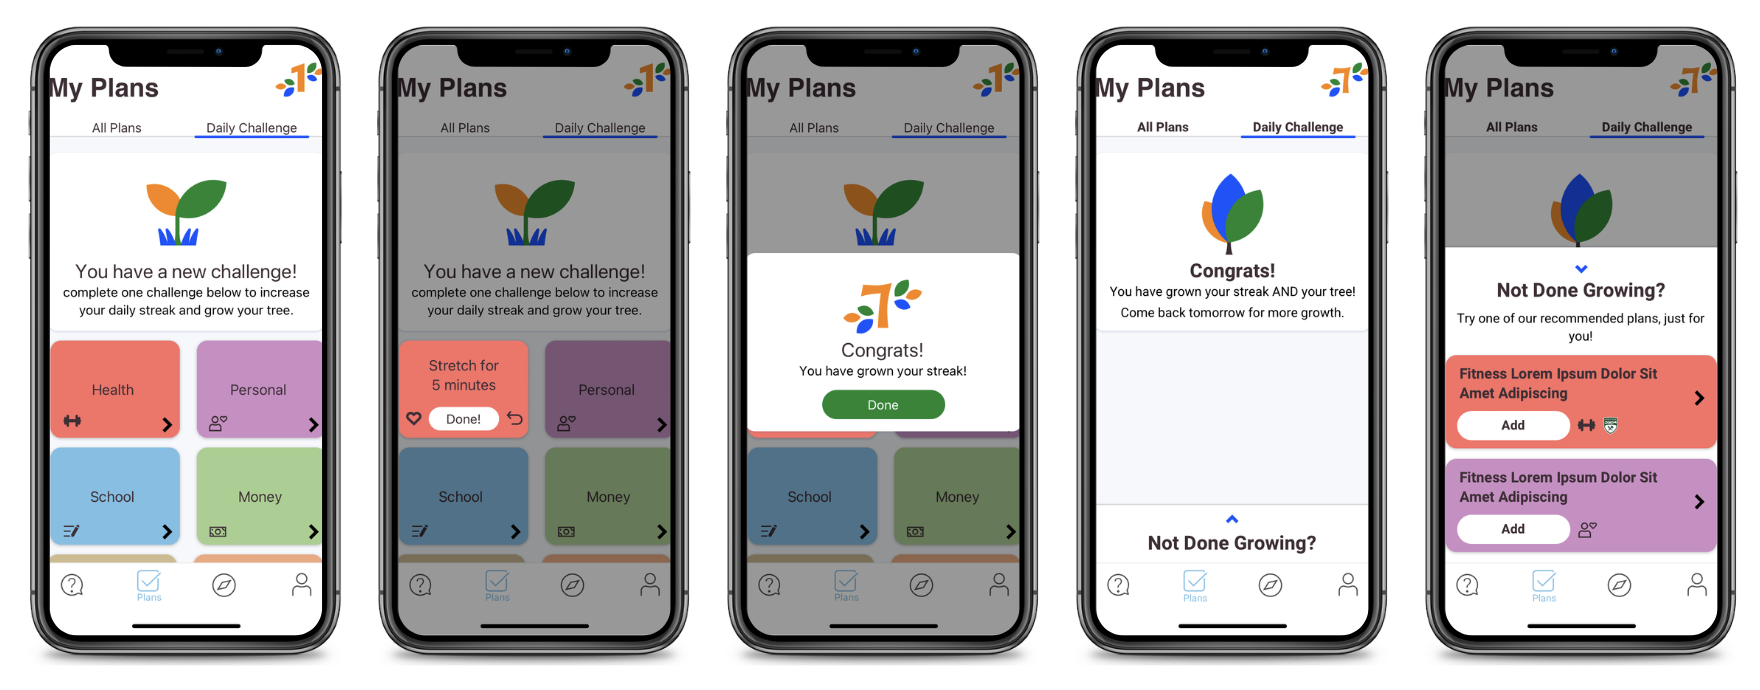 My Plans
1
All Plans
Daily Challenge
You have a new challenge!
complete one challenge below to increase
your daily streak and grow your tree.
Health
Personal
School
Money
Plans
My Plans
1
All Plans
Daily Challenge
You have a new challenge!
complete one challenge below to increase
your daily streak and grow your tree.
Stretch for
5 minutes
Done!
Personal
School
Money
Plans
My Plans
1
All Plans
Daily Challenge
7
Congrats!
You have grown your streak!
Done
School
Money
Plans
My Plans
7
All Plans
Daily Challenge
Congrats!
You have grown your streak AND your tree!
Come back tomorrow for more growth.
Not Done Growing?
Plans
My Plans
7
All Plans
Daily Challenge
Not Done Growing?
Try one of our recommended plans, just for
you!
Fitness Lorem Ipsum Dolor Sit
Amet Adipiscing
Add
Fitness Lorem Ipsum Dolor Sit
Amet Adipiscing
Add
Plans